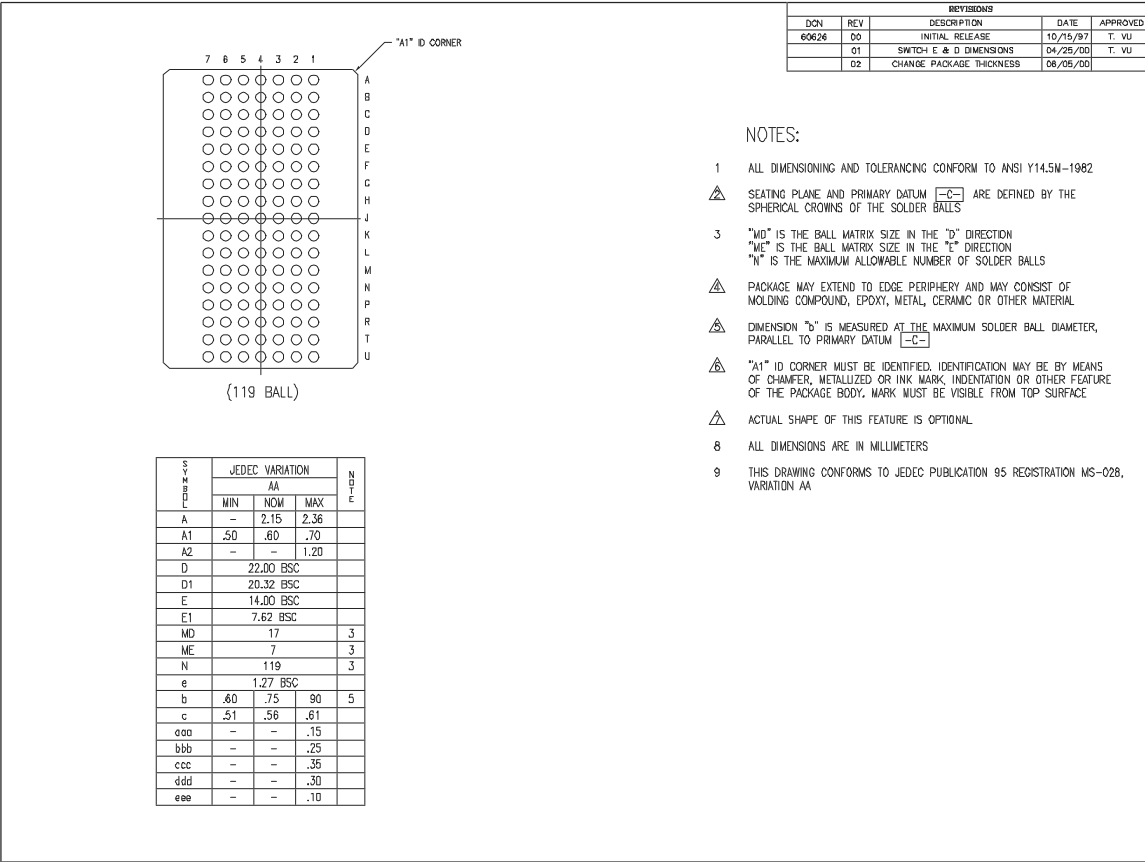 REVISIONS
DCN REV DESCRIPTION DATE APPROVED
60626 00 INITIAL RELEASE 10/15/97 T. VU
01 SWITCH E & D DIMENSIONS 04/25/00 T. VU
02 CHANGE PACKAGE THICKNESS 08/05/00
"A1" ID CORNER
7 6 5 4 3 2 1
A
B
C
D
E
F
G
H
J
K
L
M
N
P
R
T
U
(119 BALL)
NOTES:
1 ALL DIMENSIONING AND TOLERANCING CONFORM TO ANSI Y14.5M-1982
2 SEATING PLANE AND PRIMARY DATUM -C- ARE DEFINED BY THE
SPHERICAL CROWNS OF THE SOLDER BALLS
3 "MD" IS THE BALL MATRIX SIZE IN THE "D" DIRECTION
"ME" IS THE BALL MATRIX SIZE IN THE "E" DIRECTION
"N" IS THE MAXIMUM ALLOWABLE NUMBER OF SOLDER BALLS
4 PACKAGE MAY EXTEND TO EDGE PERIPHERY AND MAY CONSIST OF
MOLDING COMPOUND, EPOXY, METAL, CERAMIC OR OTHER MATERIAL
5 DIMENSION "b" IS MEASURED AT THE MAXIMUM SOLDER BALL DIAMETER,
PARALLEL TO PRIMARY DATUM -C-
6 "A1" ID CORNER MUST BE IDENTIFIED. IDENTIFICATION MAY BE BY MEANS
OF CHAMFER, METALLIZED OR INK MARK, INDENTATION OR OTHER FEATURE
OF THE PACKAGE BODY. MARK MUST BE VISIBLE FROM TOP SURFACE
7 ACTUAL SHAPE OF THIS FEATURE IS OPTIONAL
8 ALL DIMENSIONS ARE IN MILLIMETERS
9 THIS DRAWING CONFORMS TO JEDEC PUBLICATION 95 REGISTRATION MS-028,
VARIATION AA
SYMBOL JEDEC VARIATION NOTE
AA
MIN NOM MAX
A - 2.15 2.36
A1 .50 .60 .70
A2 - - 1.20
D 22.00 BSC
D1 20.32 BSC
E 14.00 BSC
E1 7.62 BSC
MD 17 3
ME 7 3
N 119 3
e 1.27 BSC
b .60 .75 90 5
c .51 .56 .61
aaa - - .15
bbb - - .25
ccc - - .35
ddd - - .30
eee - - .10